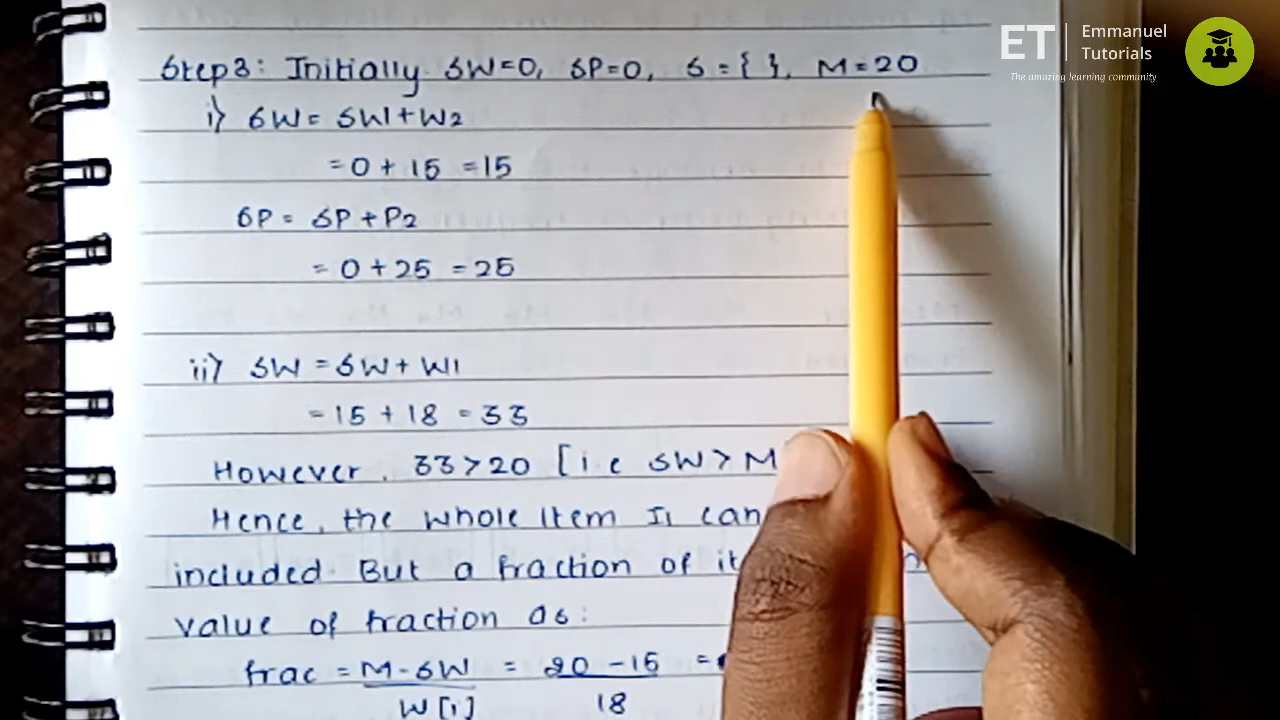 ET Emmanuel Tutorials
The amazing learning community
Step3: Initially SW=0, SP=0, S={ }, M=20
i) SW= SW+W2
=0+15 =15
SP= SP+P2
= 0+25 =25
ii) SW =SW+ W1
=15+18 =33
However, 33>20 [i.e SW>M
Hence, the whole Item I1 can
included. But a fraction of it
value of fraction as:
frac = M-SW = 20-15 =
W[i] 18